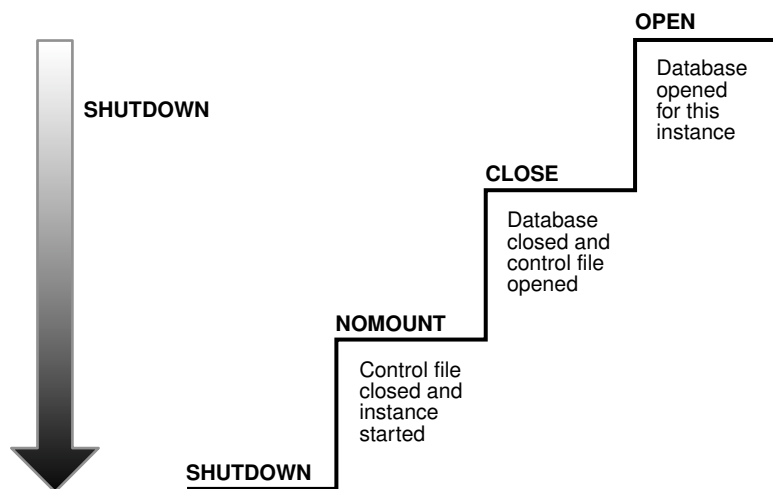 OPEN
Database
opened
for this
instance
SHUTDOWN
CLOSE
Database
closed and
control file
opened
NOMOUNT
Control file
closed and
instance
started
SHUTDOWN